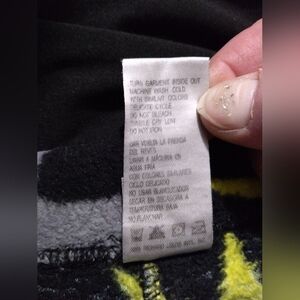 TURN GARMENT INSIDE OUT
MACHINE WASH COLD
WITH SIMILAR COLORS
DELICATE CYCLE
DO NOT BLEACH
TUMBLE DRY LOW
DO NOT IRON
DAR VUELTA LA PRENDA
DEL REVES
LAVAR A MAQUINA EN
AGUA FRIA
CON COLORES SIMILARES
CICLO DELICADO
NO USAR BLANQUEADOR
SECAR EN SECADORA A
TEMPERATURA BAJA
NO PLANCHAR